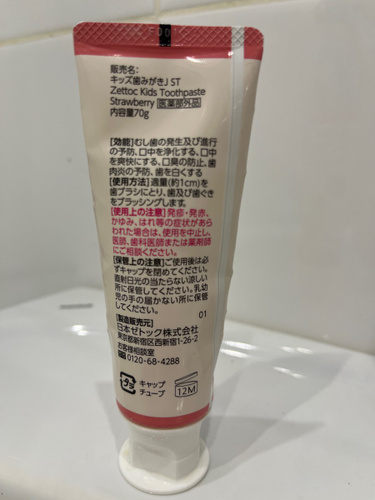 販売名:
キッズ歯みがきJ ST
Zettoc Kids Toothpaste
Strawberry 医薬部外品
内容量70g
[効能]むし歯の発生及び進行
の予防、口中を浄化する、口中
を爽快にする、口臭の防止、歯
肉炎の予防、歯を白くする
[使用方法]適量(約1cm)を
歯ブラシにとり、歯及び歯ぐき
をブラッシングします。
[使用上の注意]発疹・発赤、
かゆみ、はれ等の症状があら
われた場合は、使用を中止し、
医師、歯科医師または薬剤師
にご相談ください。
[保管上の注意]ご使用後は必
ずキャップを閉めてください。
直射日光の当たらない涼しい
所に保管してください。乳幼
児の手の届かない所に保管
してください。
01
[製造販売元]
日本ゼトック株式会社
東京都新宿区西新宿1-26-2
お客様相談室
0120-68-4288
プラ
キャップ
チューブ
12M